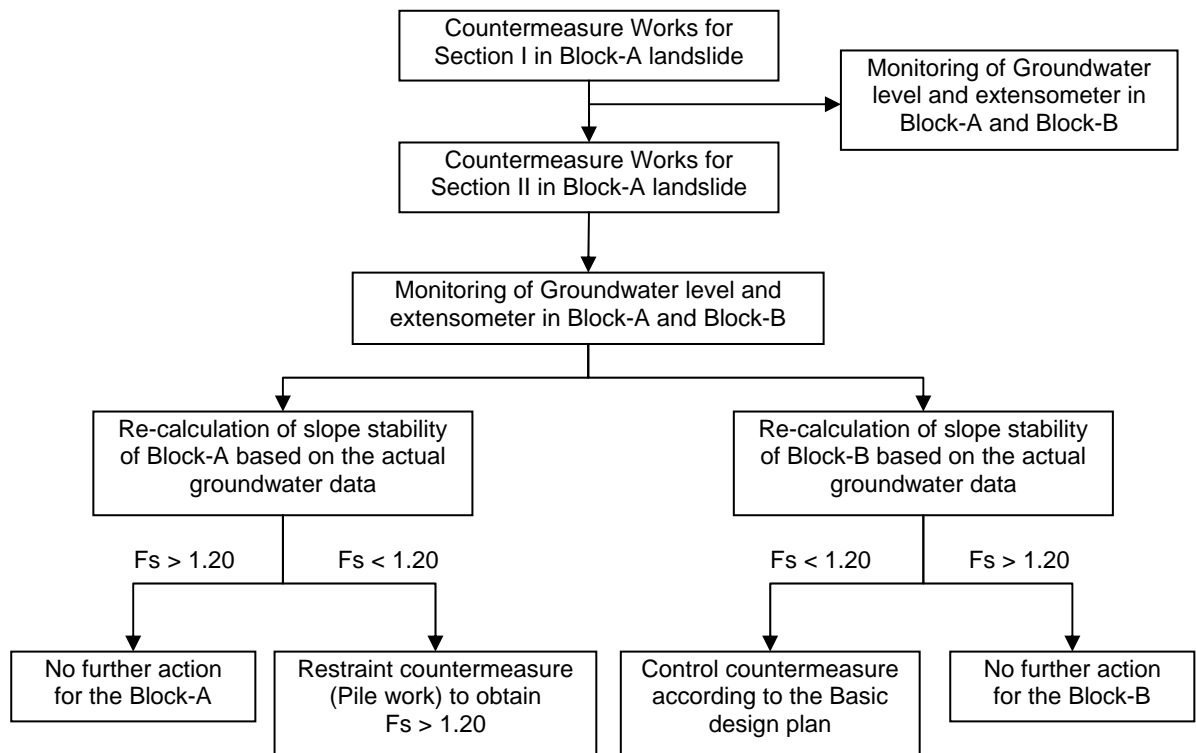 Countermeasure Works for
Section I in Block-A landslide
Monitoring of Groundwater
level and extensometer in
Block-A and Block-B
Countermeasure Works for
Section II in Block-A landslide
Monitoring of Groundwater level and
extensometer in Block-A and Block-B
Re-calculation of slope stability
of Block-A based on the actual
groundwater data
Re-calculation of slope stability
of Block-B based on the actual
groundwater data
Fs > 1.20
Fs < 1.20
Fs < 1.20
Fs > 1.20
No further action
for the Block-A
Restraint countermeasure
(Pile work) to obtain
Fs > 1.20
Control countermeasure
according to the Basic
design plan
No further action
for the Block-B